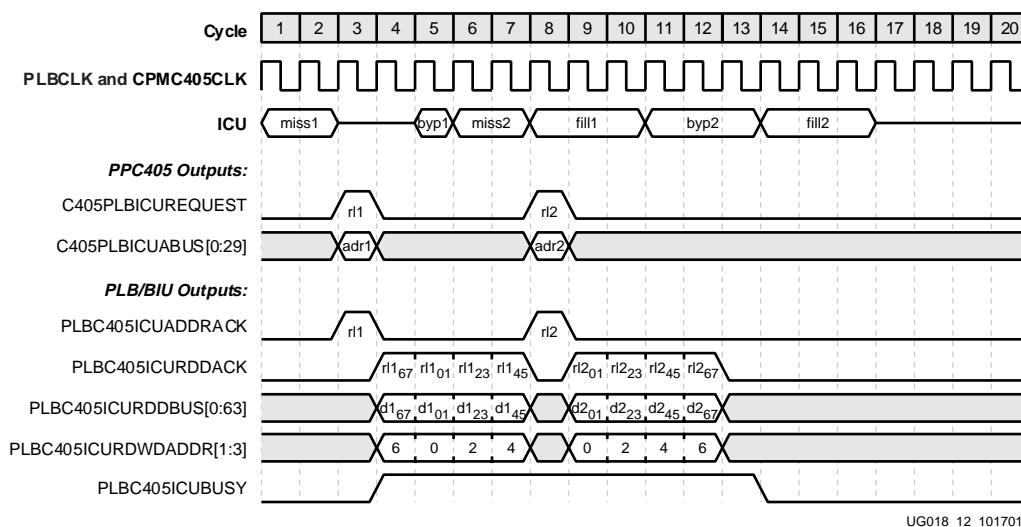 Cycle 1 2 3 4 5 6 7 8 9 10 11 12 13 14 15 16 17 18 19 20
PLBCLK and CPMC405CLK
ICU miss1 byp1 miss2 fill1 byp2 fill2
PPC405 Outputs:
C405PLBICUREQUEST rl1 rl2
C405PLBICUABUS[0:29] adr1 adr2
PLB/BIU Outputs:
PLBC405ICUADDRACK rl1 rl2
PLBC405ICURDDACK rl167 rl101 rl123 rl145 rl201 rl223 rl245 rl267
PLBC405ICURDDBUS[0:63] d167 d101 d123 d145 d201 d223 d245 d267
PLBC405ICURDWDADDR[1:3] 6 0 2 4 0 2 4 6
PLBC405ICUBUSY
UG018_12_101701